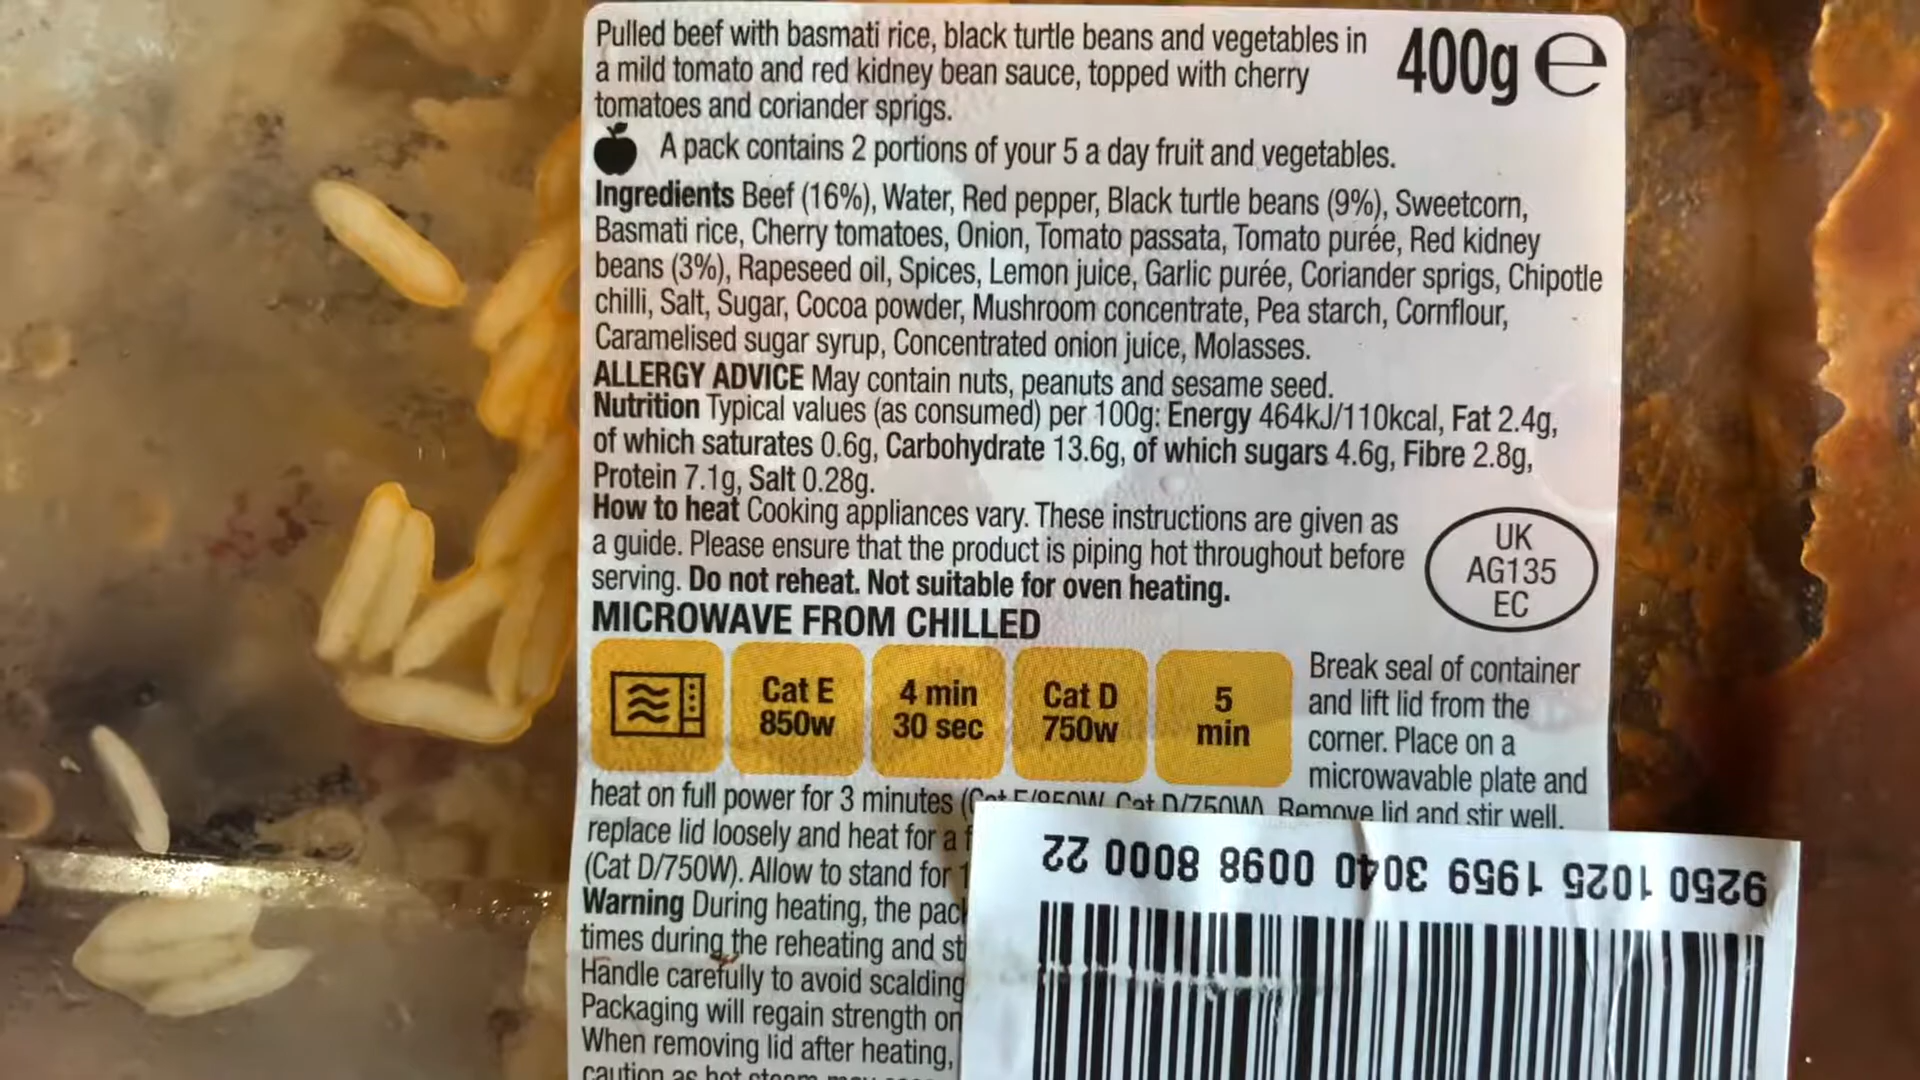 Pulled beef with basmati rice, black turtle beans and vegetables in
a mild tomato and red kidney bean sauce, topped with cherry
tomatoes and coriander sprigs.
400g e
A pack contains 2 portions of your 5 a day fruit and vegetables.
Ingredients Beef (16%), Water, Red pepper, Black turtle beans (9%), Sweetcorn,
Basmati rice, Cherry tomatoes, Onion, Tomato passata, Tomato purée, Red kidney
beans (3%), Rapeseed oil, Spices, Lemon juice, Garlic purée, Coriander sprigs, Chipotle
chilli, Salt, Sugar, Cocoa powder, Mushroom concentrate, Pea starch, Cornflour,
Caramelised sugar syrup, Concentrated onion juice, Molasses.
ALLERGY ADVICE May contain nuts, peanuts and sesame seed.
Nutrition Typical values (as consumed) per 100g: Energy 464kJ/110kcal, Fat 2.4g,
of which saturates 0.6g, Carbohydrate 13.6g, of which sugars 4.6g, Fibre 2.8g,
Protein 7.1g, Salt 0.28g.
How to heat Cooking appliances vary. These instructions are given as
a guide. Please ensure that the product is piping hot throughout before
serving. Do not reheat. Not suitable for oven heating.
UK
AG135
EC
MICROWAVE FROM CHILLED
Cat E
850w
4 min
30 sec
Cat D
750w
5
min
Break seal of container
and lift lid from the
corner. Place on a
microwavable plate and
heat on full power for 3 minutes (Cat E/850W Cat D/750W). Remove lid and stir well,
replace lid loosely and heat for a
(Cat D/750W). Allow to stand for
Warning During heating, the
times during the reheating and
Handle carefully to avoid scalding
Packaging will regain strength on
When removing lid after heating,
caution as hot steam may
9250 1025 1959 3040 0098 8000 22